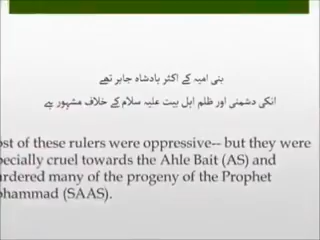 بنی امیہ کے اکثر بادشاہ جابر تھے
انکی دشمنی اور ظلم اہل بیت علیہ سلام کے خلاف مشہور ہے
ost of these rulers were oppressive-- but they were
pecially cruel towards the Ahle Bait (AS) and
urdered many of the progeny of the Prophet
ohammad (SAAS).